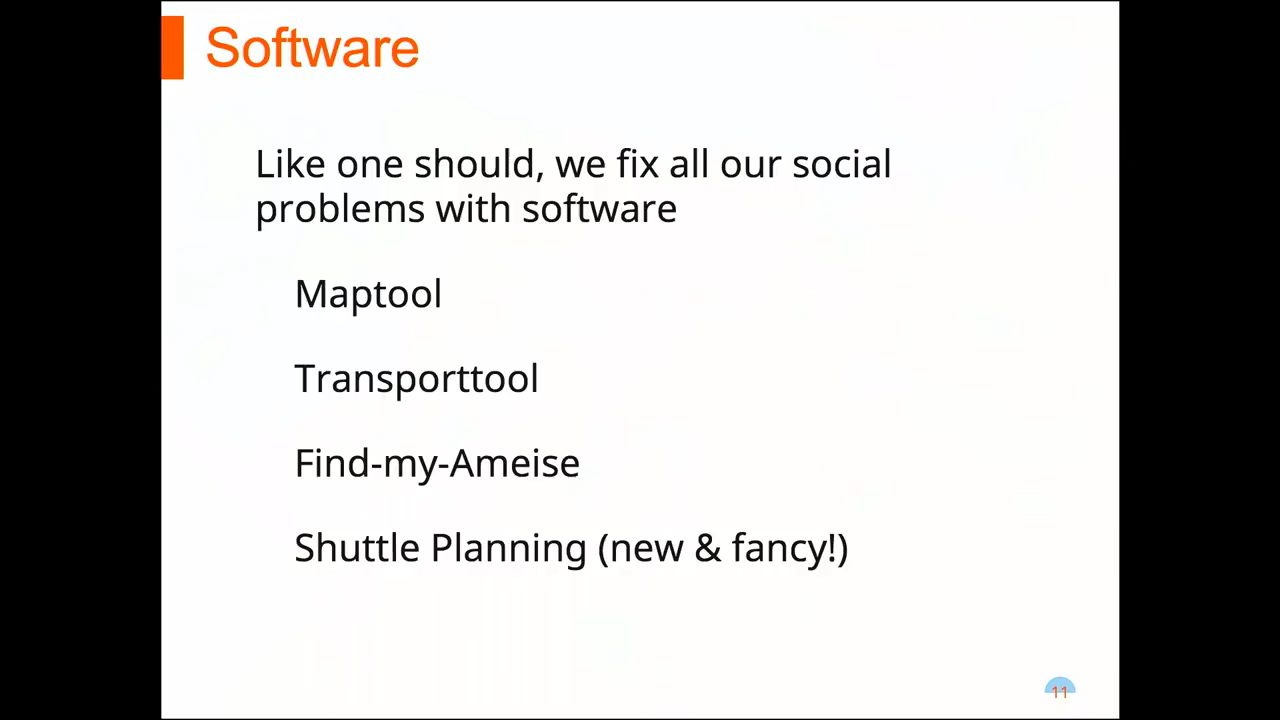 Software
Like one should, we fix all our social
problems with software
Maptool
Transporttool
Find-my-Ameise
Shuttle Planning (new & fancy!)
11